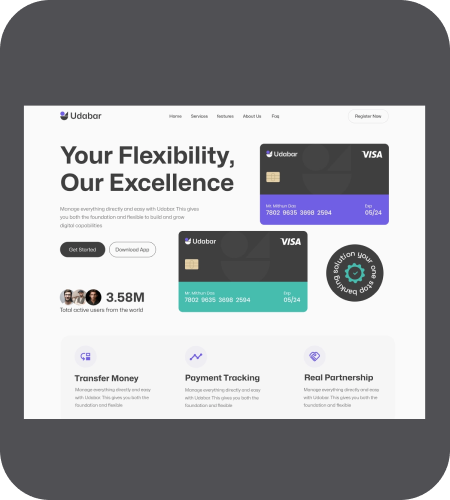 Udabar
Home Services features About Us Faq
Register Now
Your Flexibility,
Our Excellence
Manage everything directly and easy with Udabar. This gives
you both the foundation and flexible to build and grow
digital capabilities
Get Started
Download App
3.58M
Total active users from the world
Udabar
VISA
Mr. Milthon Dalo
Exp
7802 9635 3698 2594
05/24
Udabar
VISA
Exp
7802 9635 3698 2594
05/24
your one stop banking solution
Transfer Money
Manage everything directly and easy
with Udabar. This gives you both the
foundation and flexible
Payment Tracking
Manage everything directly and easy
with Udabar. This gives you both the
foundation and flexible
Real Partnership
Manage everything directly and easy
with Udabar. This gives you both the
foundation and flexible